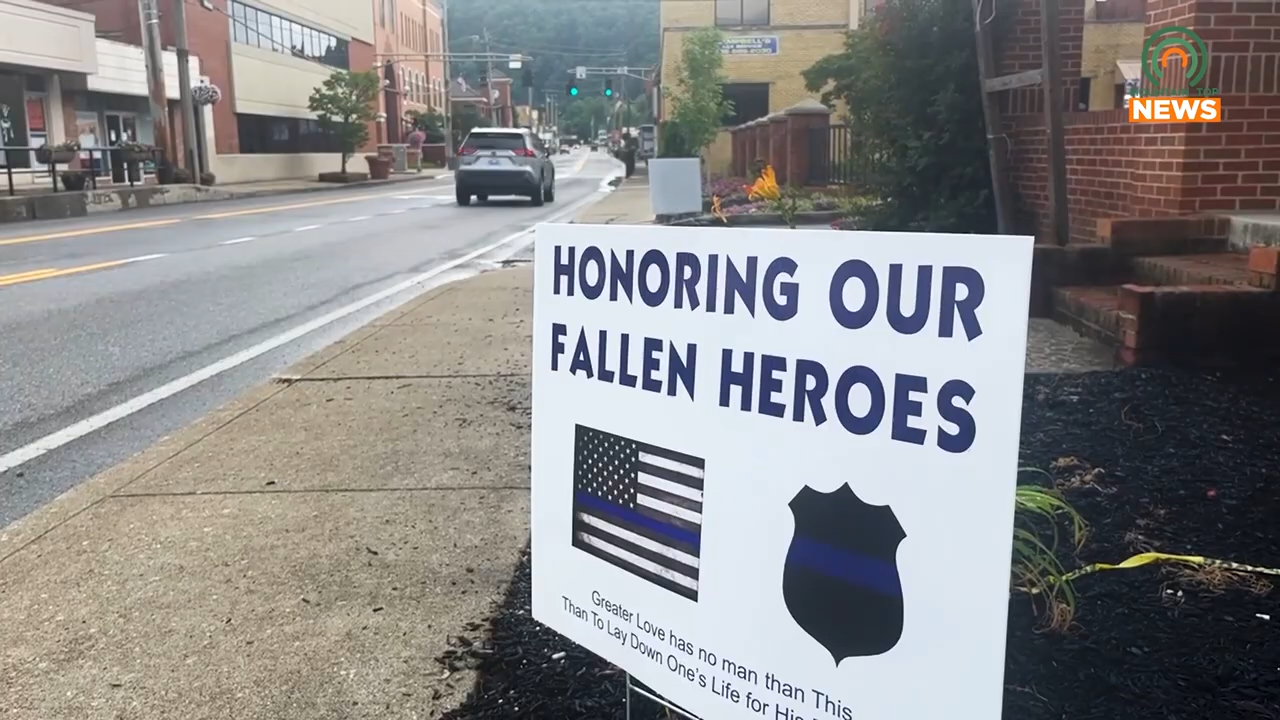 NEWS
HONORING OUR
FALLEN HEROES
Greater Love has no man than This
Than To Lay Down One's Life for His